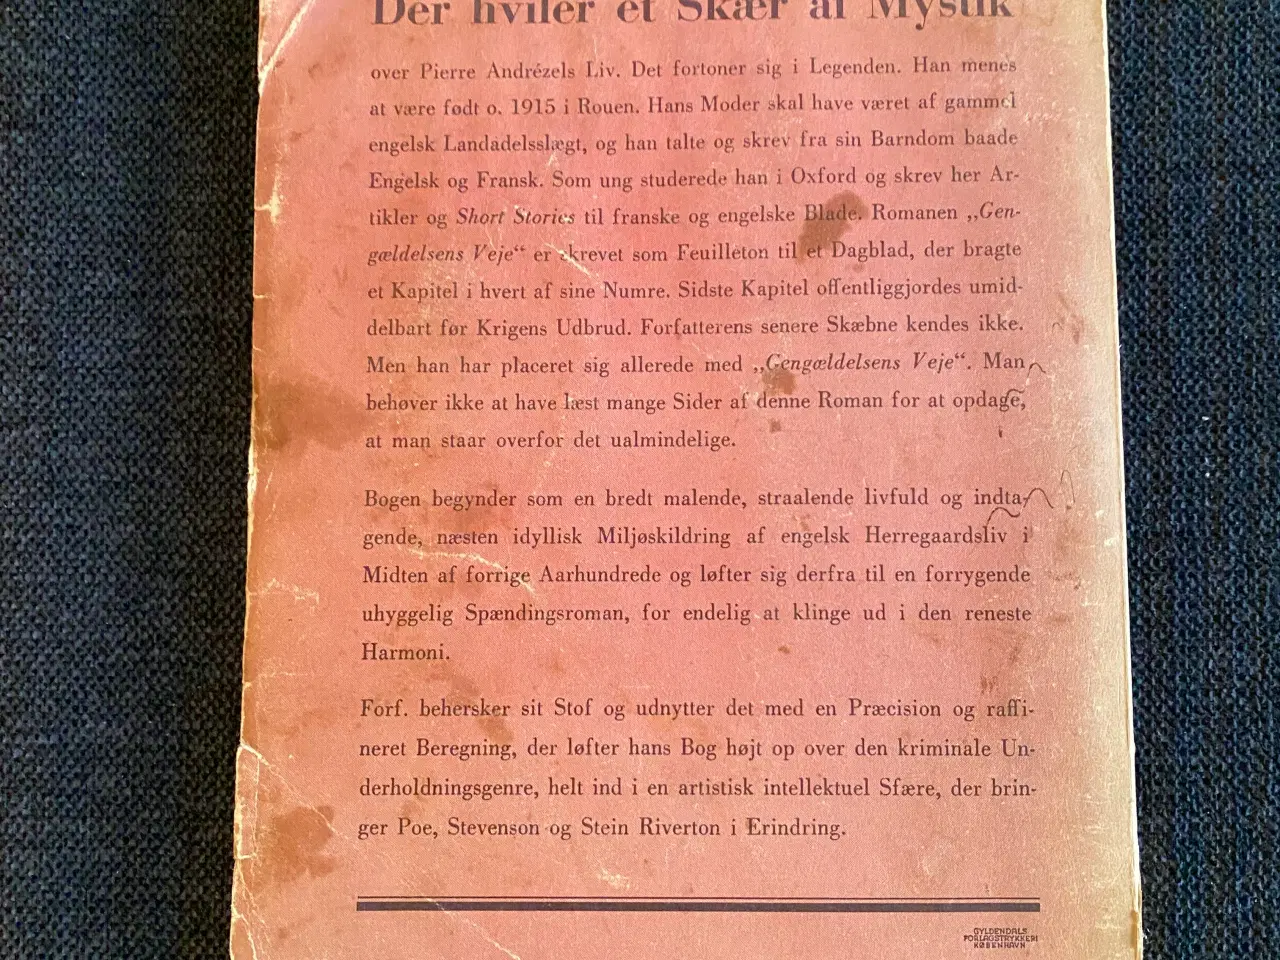 Der hviler et Skær af Mystik
over Pierre Andrézels Liv. Det fortoner sig i Legenden. Han menes
at være født o. 1915 i Rouen. Hans Moder skal have været af gammel
engelsk Landadelsslægt, og han talte og skrev fra sin Barndom baade
Engelsk og Fransk. Som ung studerede han i Oxford og skrev her Ar-
tikler og Short Stories til franske og engelske Blade. Romanen „Gen-
gældelsens Veje“ er skrevet som Feuilleton til et Dagblad, der bragte
et Kapitel i hvert af sine Numre. Sidste Kapitel offentliggjordes umid-
delbart før Krigens Udbrud. Forfatterens senere Skæbne kendes ikke.
Men han har placeret sig allerede med „Gengældelsens Veje“. Man
behøver ikke at have læst mange Sider af denne Roman for at opdage,
at man staar overfor det ualmindelige.
Bogen begynder som en bredt malende, straalende livfuld og indta-
gende, næsten idyllisk Miljøskildring af engelsk Herregaardsliv i
Midten af forrige Aarhundrede og løfter sig derfra til en forrygende
uhyggelig Spændingsroman, for endelig at klinge ud i den reneste
Harmoni.
Forf. behersker sit Stof og udnytter det med en Præcision og raffi-
neret Beregning, der løfter hans Bog højt op over den kriminale Un-
derholdningsgenre, helt ind i en artistisk intellektuel Sfære, der brin-
ger Poe, Stevenson og Stein Riverton i Erindring.
GYLDENDALS
FORLAGSTRYKKERI
KØBENHAVN